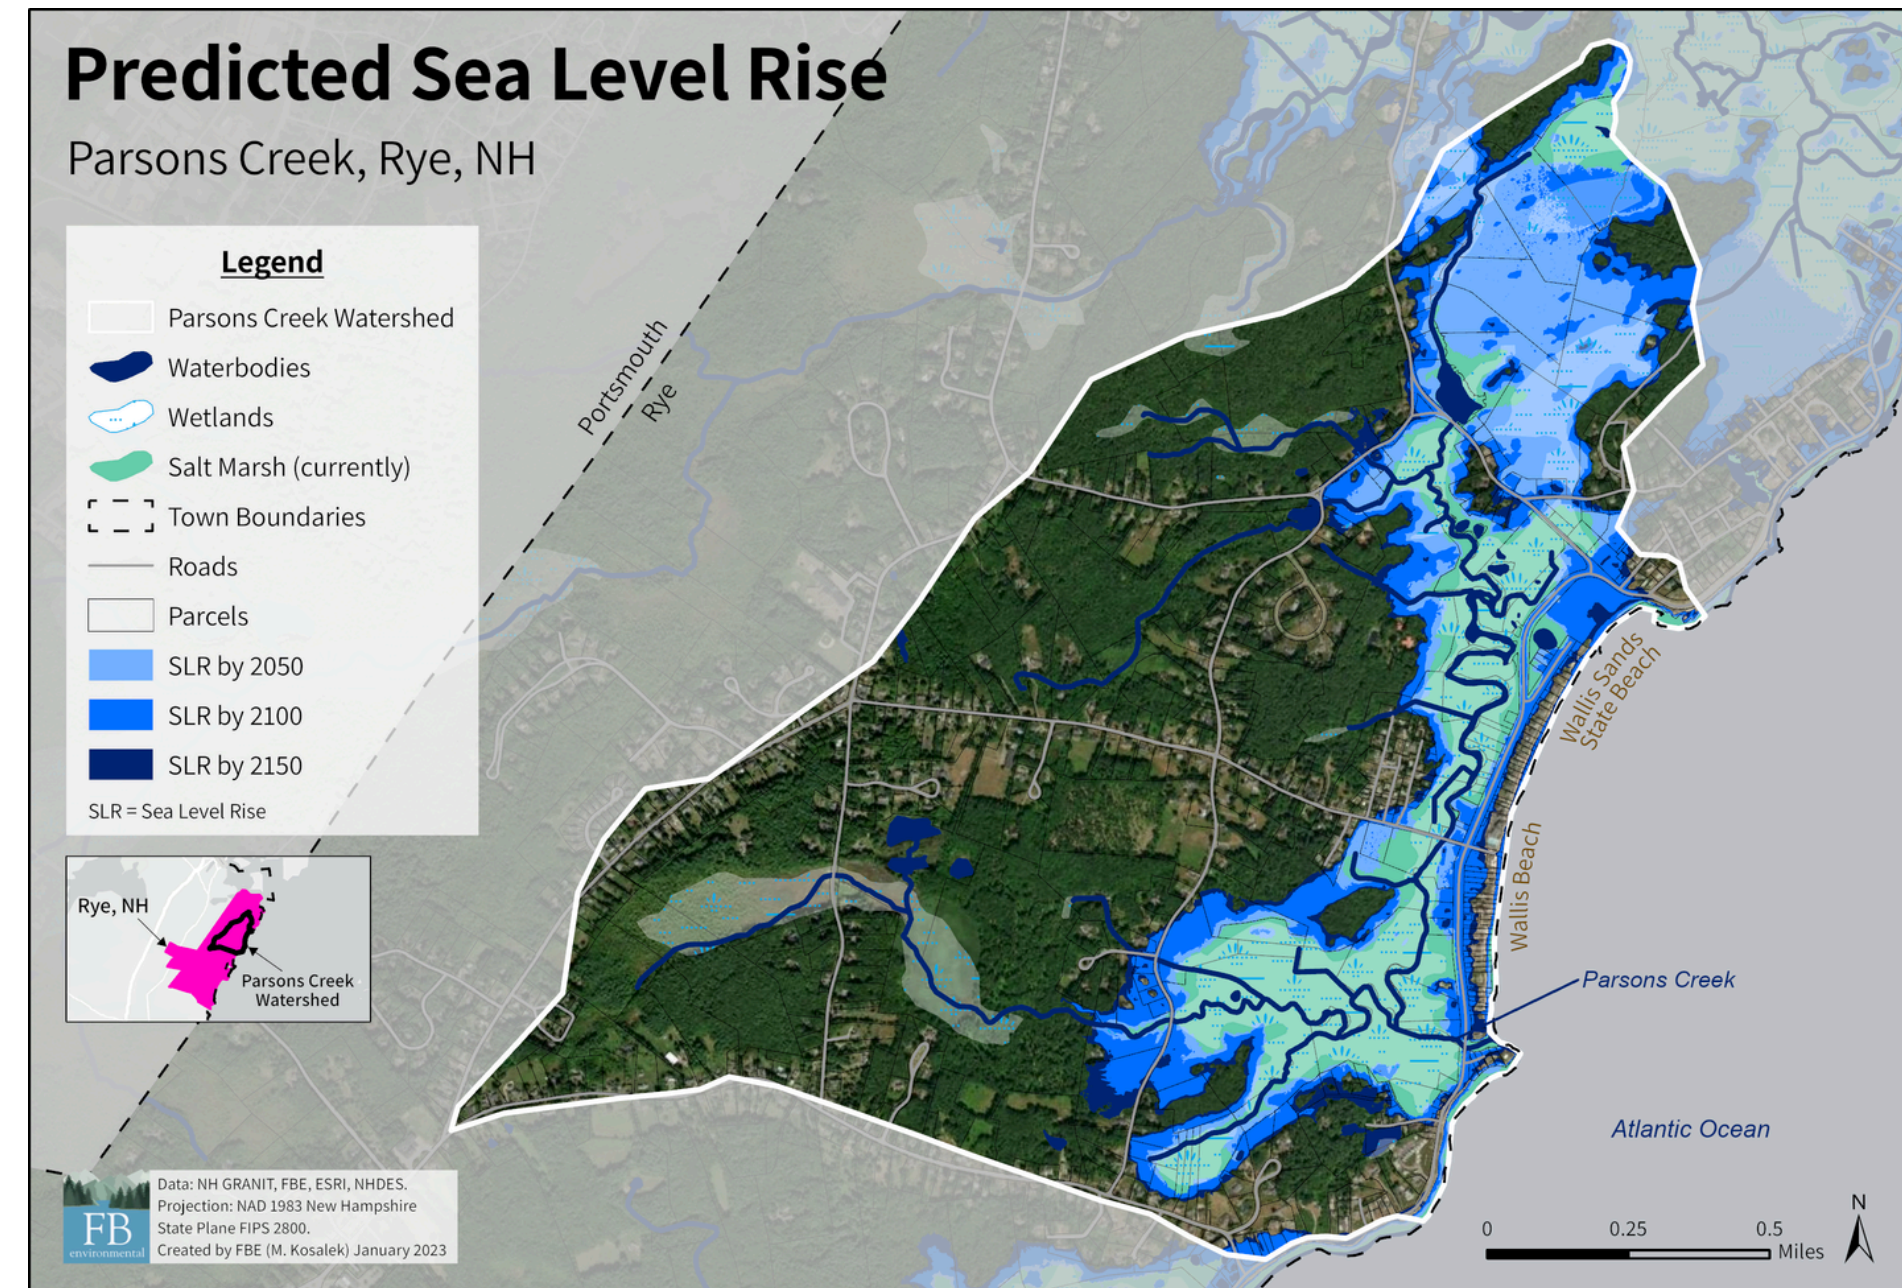 Predicted Sea Level Rise
Parsons Creek, Rye, NH
Legend
Parsons Creek Watershed
Waterbodies
Wetlands
Salt Marsh (currently)
Town Boundaries
Roads
Parcels
SLR by 2050
SLR by 2100
SLR by 2150
SLR = Sea Level Rise
Portsmouth
Rye
Wallis Sands
State Beach
Wallis Beach
Parsons Creek
Atlantic Ocean
Rye, NH
Parsons Creek
Watershed
FB
environmental
Data: NH GRANIT, FBE, ESRI, NHDES.
Projection: NAD 1983 New Hampshire
State Plane FIPS 2800.
Created by FBE (M. Kosalek) January 2023
0 0.25 0.5
Miles
N